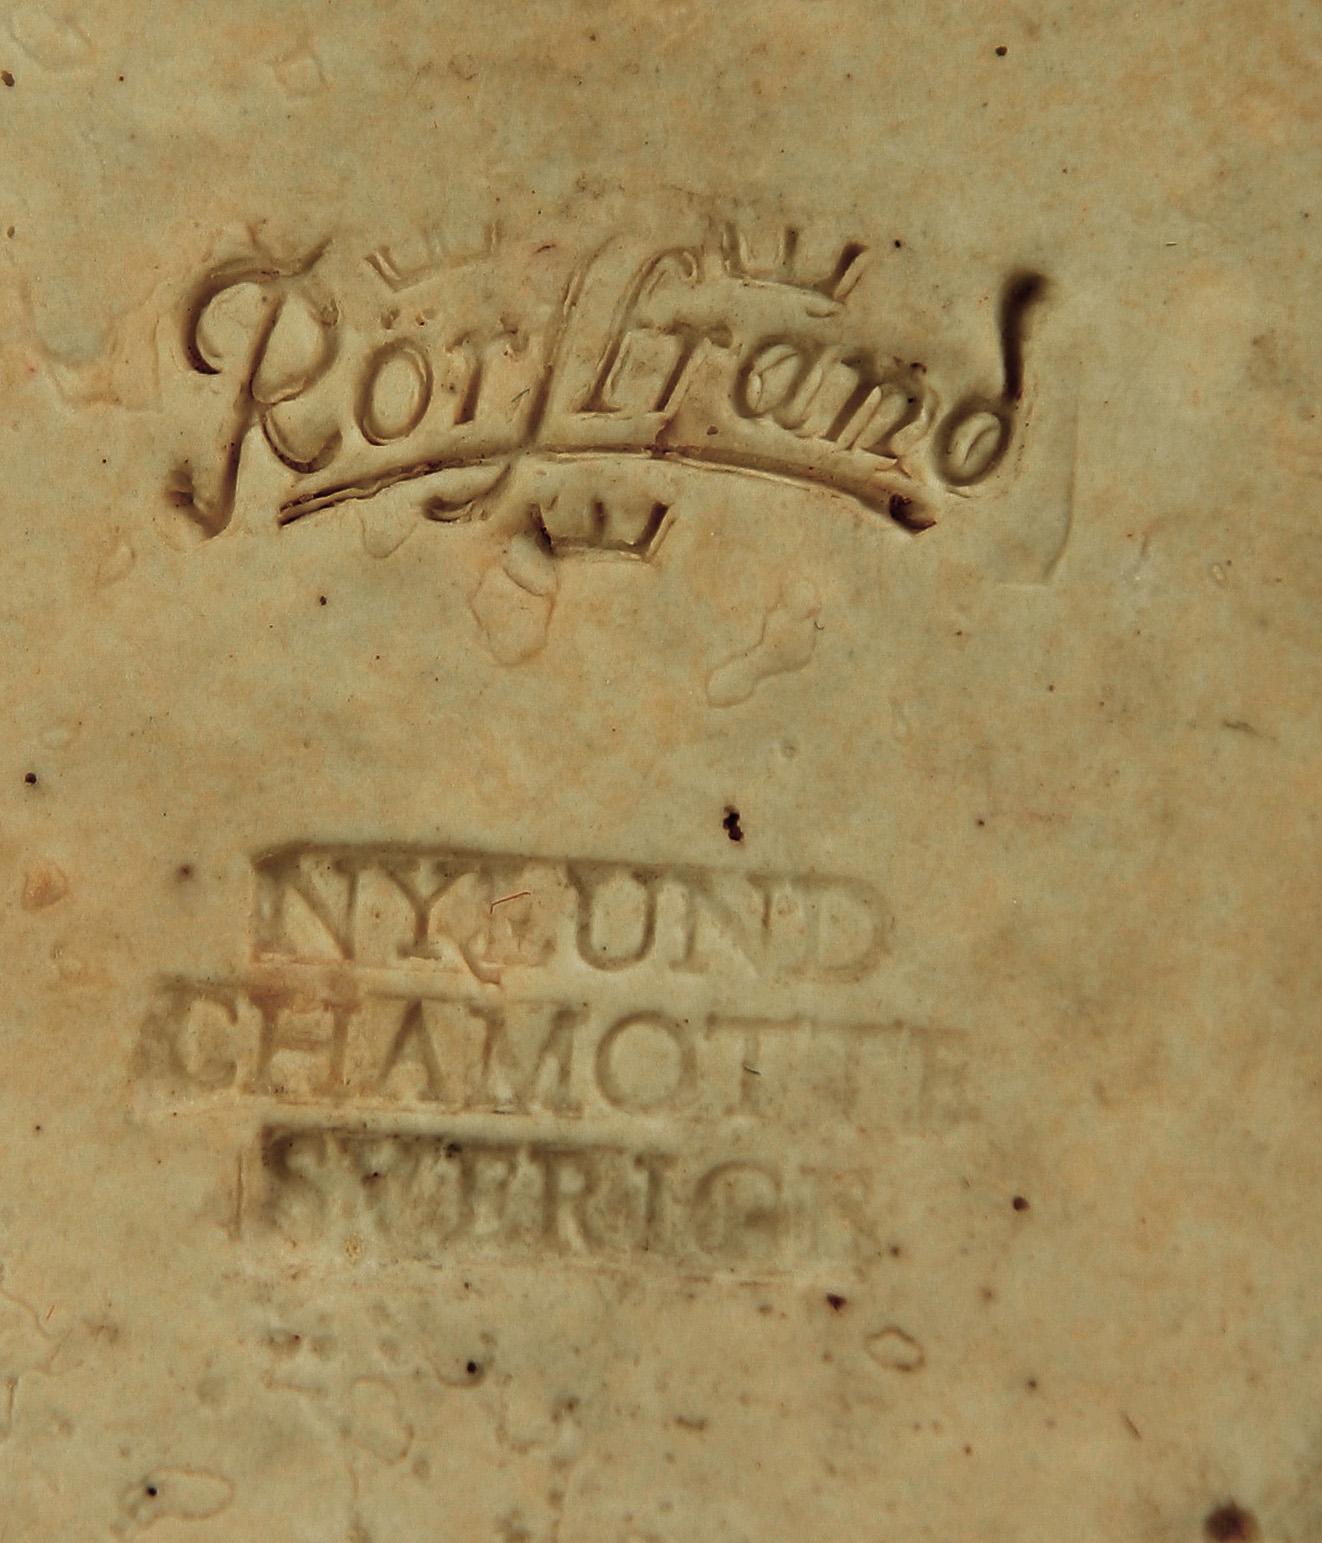 Rörstrand
NYLUND
CHAMOTTE
SVERIGE